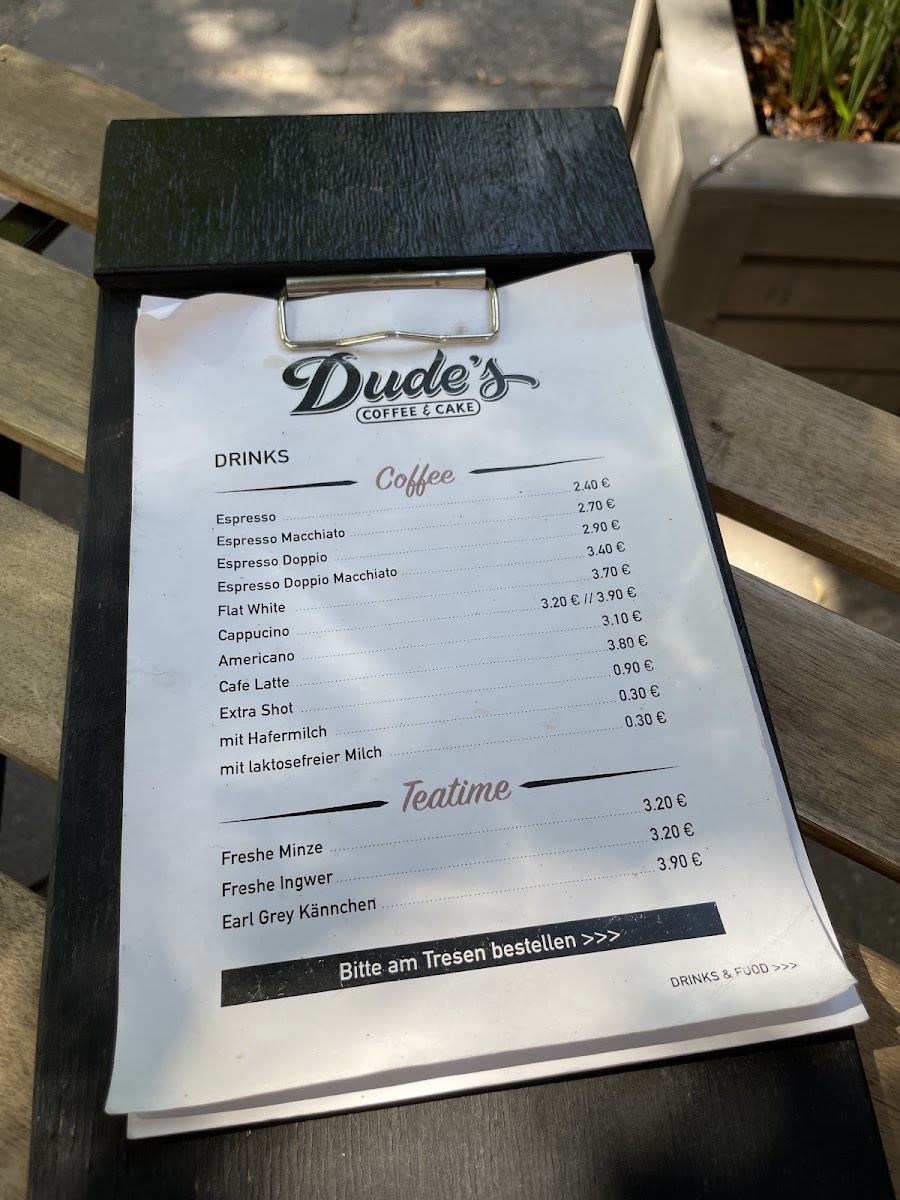 Dude's
COFFEE & CAKE
DRINKS
Coffee
Espresso 2.40 €
Espresso Macchiato 2.70 €
Espresso Doppio 2.90 €
Espresso Doppio Macchiato 3.40 €
Flat White 3.70 €
Cappucino 3.20 € // 3.90 €
Americano 3.10 €
Cafe Latte 3.80 €
Extra Shot 0.90 €
mit Hafermilch 0.30 €
mit laktosefreier Milch 0.30 €
Teatime
Freshe Minze 3.20 €
Freshe Ingwer 3.20 €
Earl Grey Kännchen 3.90 €
Bitte am Tresen bestellen >>>
DRINKS & FOOD >>>